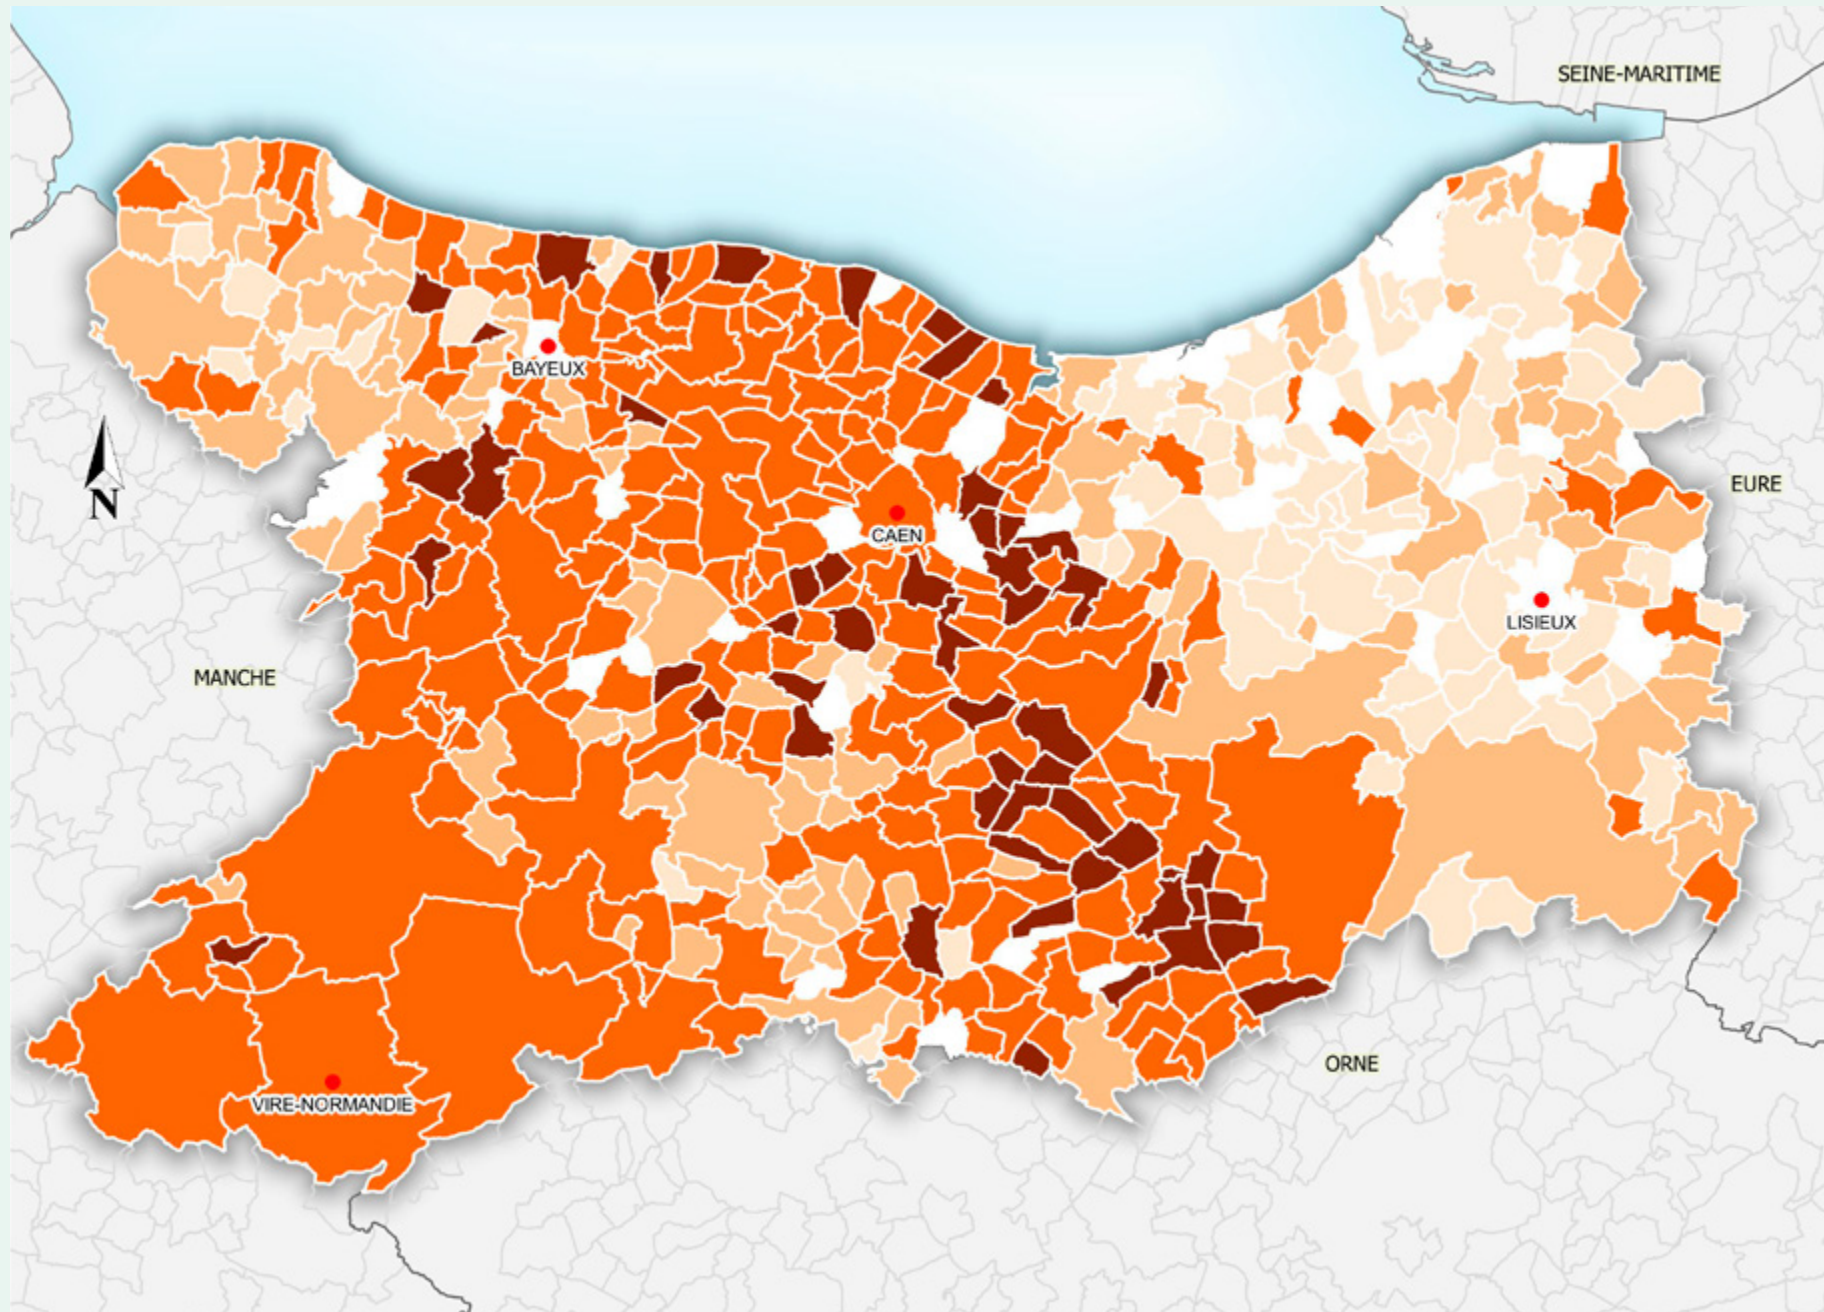 SEINE-MARITIME
BAYEUX
EURE
N
CAEN
LISIEUX
MANCHE
ORNE
VIRE-NORMANDIE